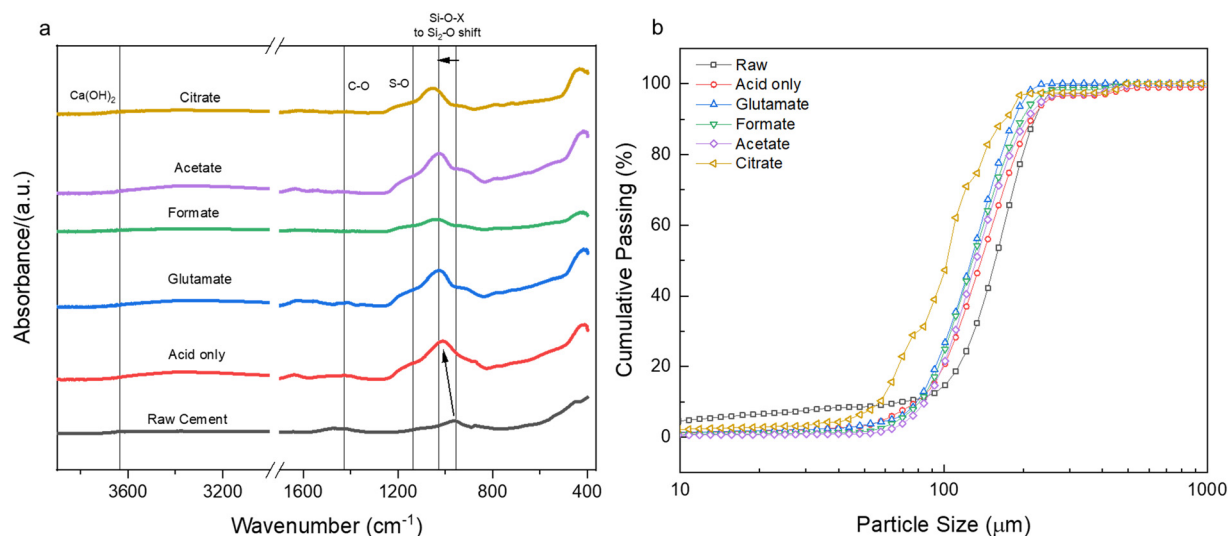 a
Si-O-X
to Si₂-O shift
Ca(OH)₂
C-O
S-O
Citrate
Acetate
Formate
Glutamate
Acid only
Raw Cement
Absorbance/(a.u.)
3600
3200
1600
1200
800
400
Wavenumber (cm⁻¹)
b
Raw
Acid only
Glutamate
Formate
Acetate
Citrate
100
80
60
40
20
0
Cumulative Passing (%)
10
100
1000
Particle Size (μm)